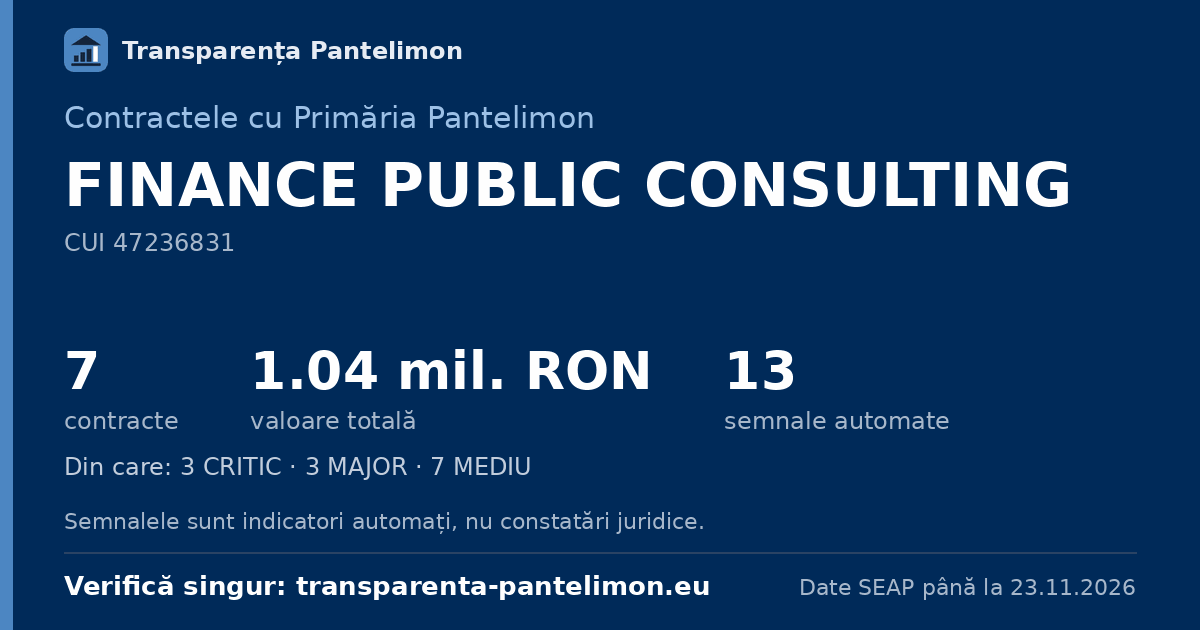 Transparența Pantelimon
Contractele cu Primăria Pantelimon
FINANCE PUBLIC CONSULTING
CUI 47236831
7 1.04 mil. RON 13
contracte valoare totală semnale automate
Din care: 3 CRITIC · 3 MAJOR · 7 MEDIU
Semnalele sunt indicatori automați, nu constatări juridice.
Verifică singur: transparenta-pantelimon.eu Date SEAP până la 23.11.2026